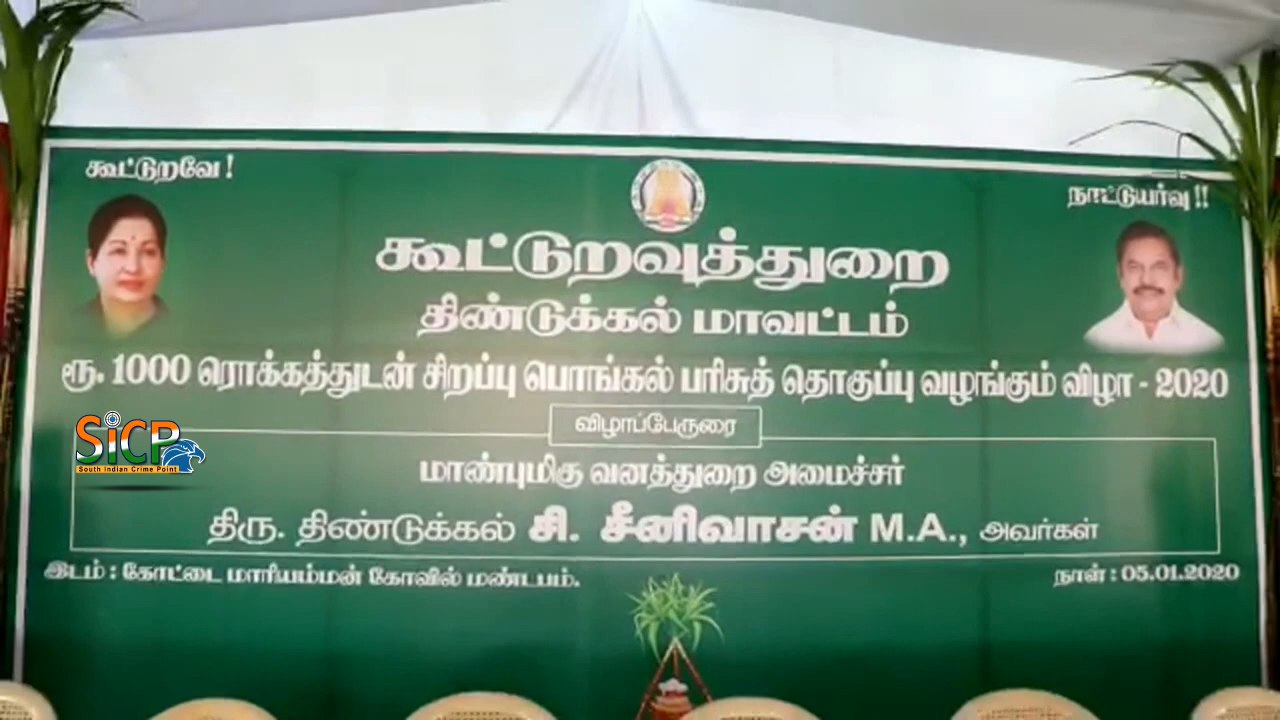 கூட்டுறவே !
நாட்டுயர்வு !!
கூட்டுறவுத்துறை
திண்டுக்கல் மாவட்டம்
ரூ. 1000 ரொக்கத்துடன் சிறப்பு பொங்கல் பரிசுத் தொகுப்பு வழங்கும் விழா - 2020
விழாப்பேருரை
மாண்புமிகு வனத்துறை அமைச்சர்
திரு. திண்டுக்கல் சி. சீனிவாசன் M.A., அவர்கள்
இடம் : கோட்டை மாரியம்மன் கோவில் மண்டபம்.
நாள் : 05.01.2020
SiCP
South Indian Crime Point